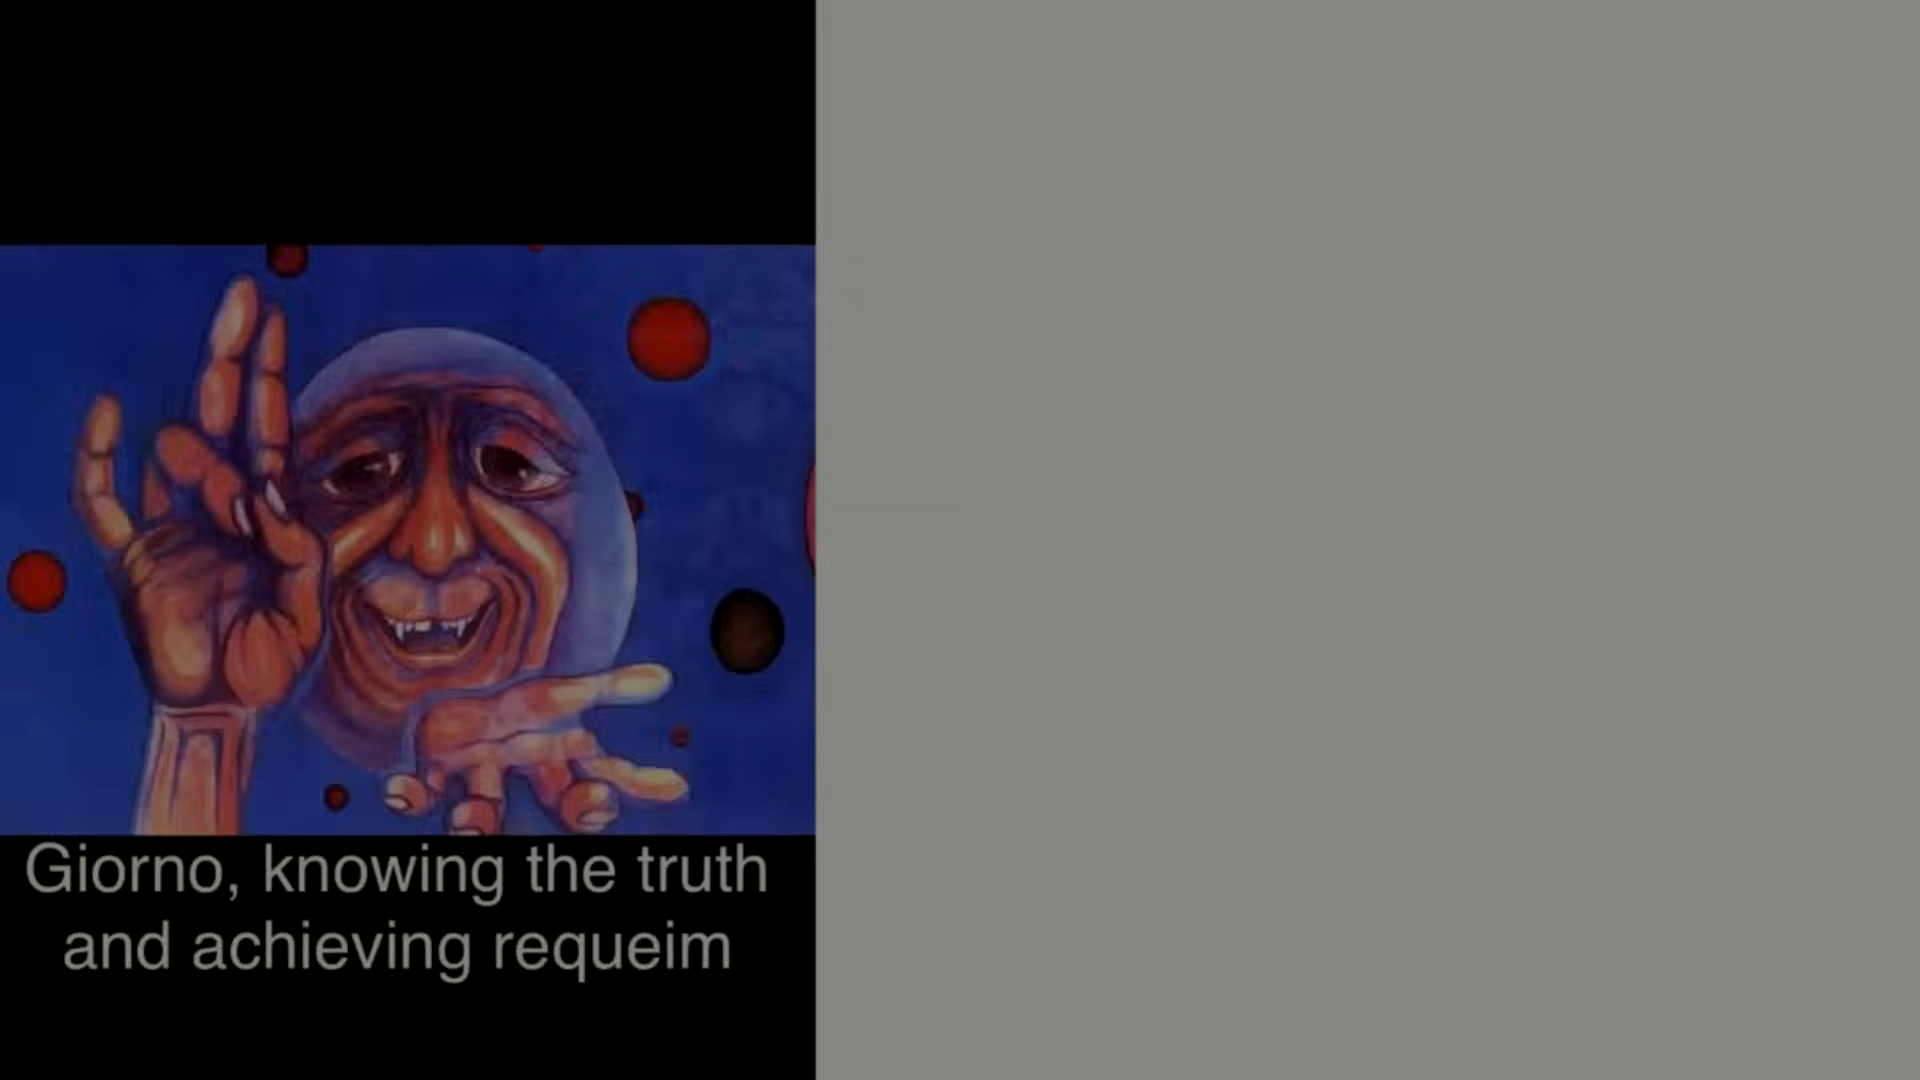 Giorno, knowing the truth
and achieving requeim